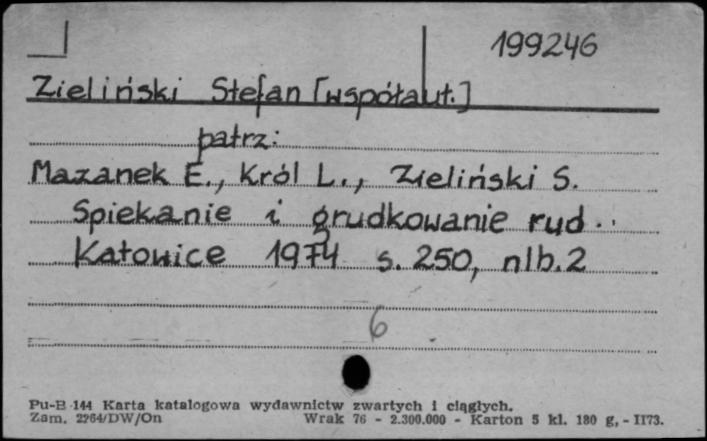 199246
Zieliński Stefan [współaut.]
patrz:
Mazanek E., Król L., Zieliński S.
Spiekanie i grudkowanie rud.
Katowice 1974 s. 250, nlb. 2
6
Pu-B 144 Karta katalogowa wydawnictw zwartych i ciągłych.
Zam. 2264/DW/On Wrak 76 - 2.300.000 - Karton 5 kl. 180 g, - II73.